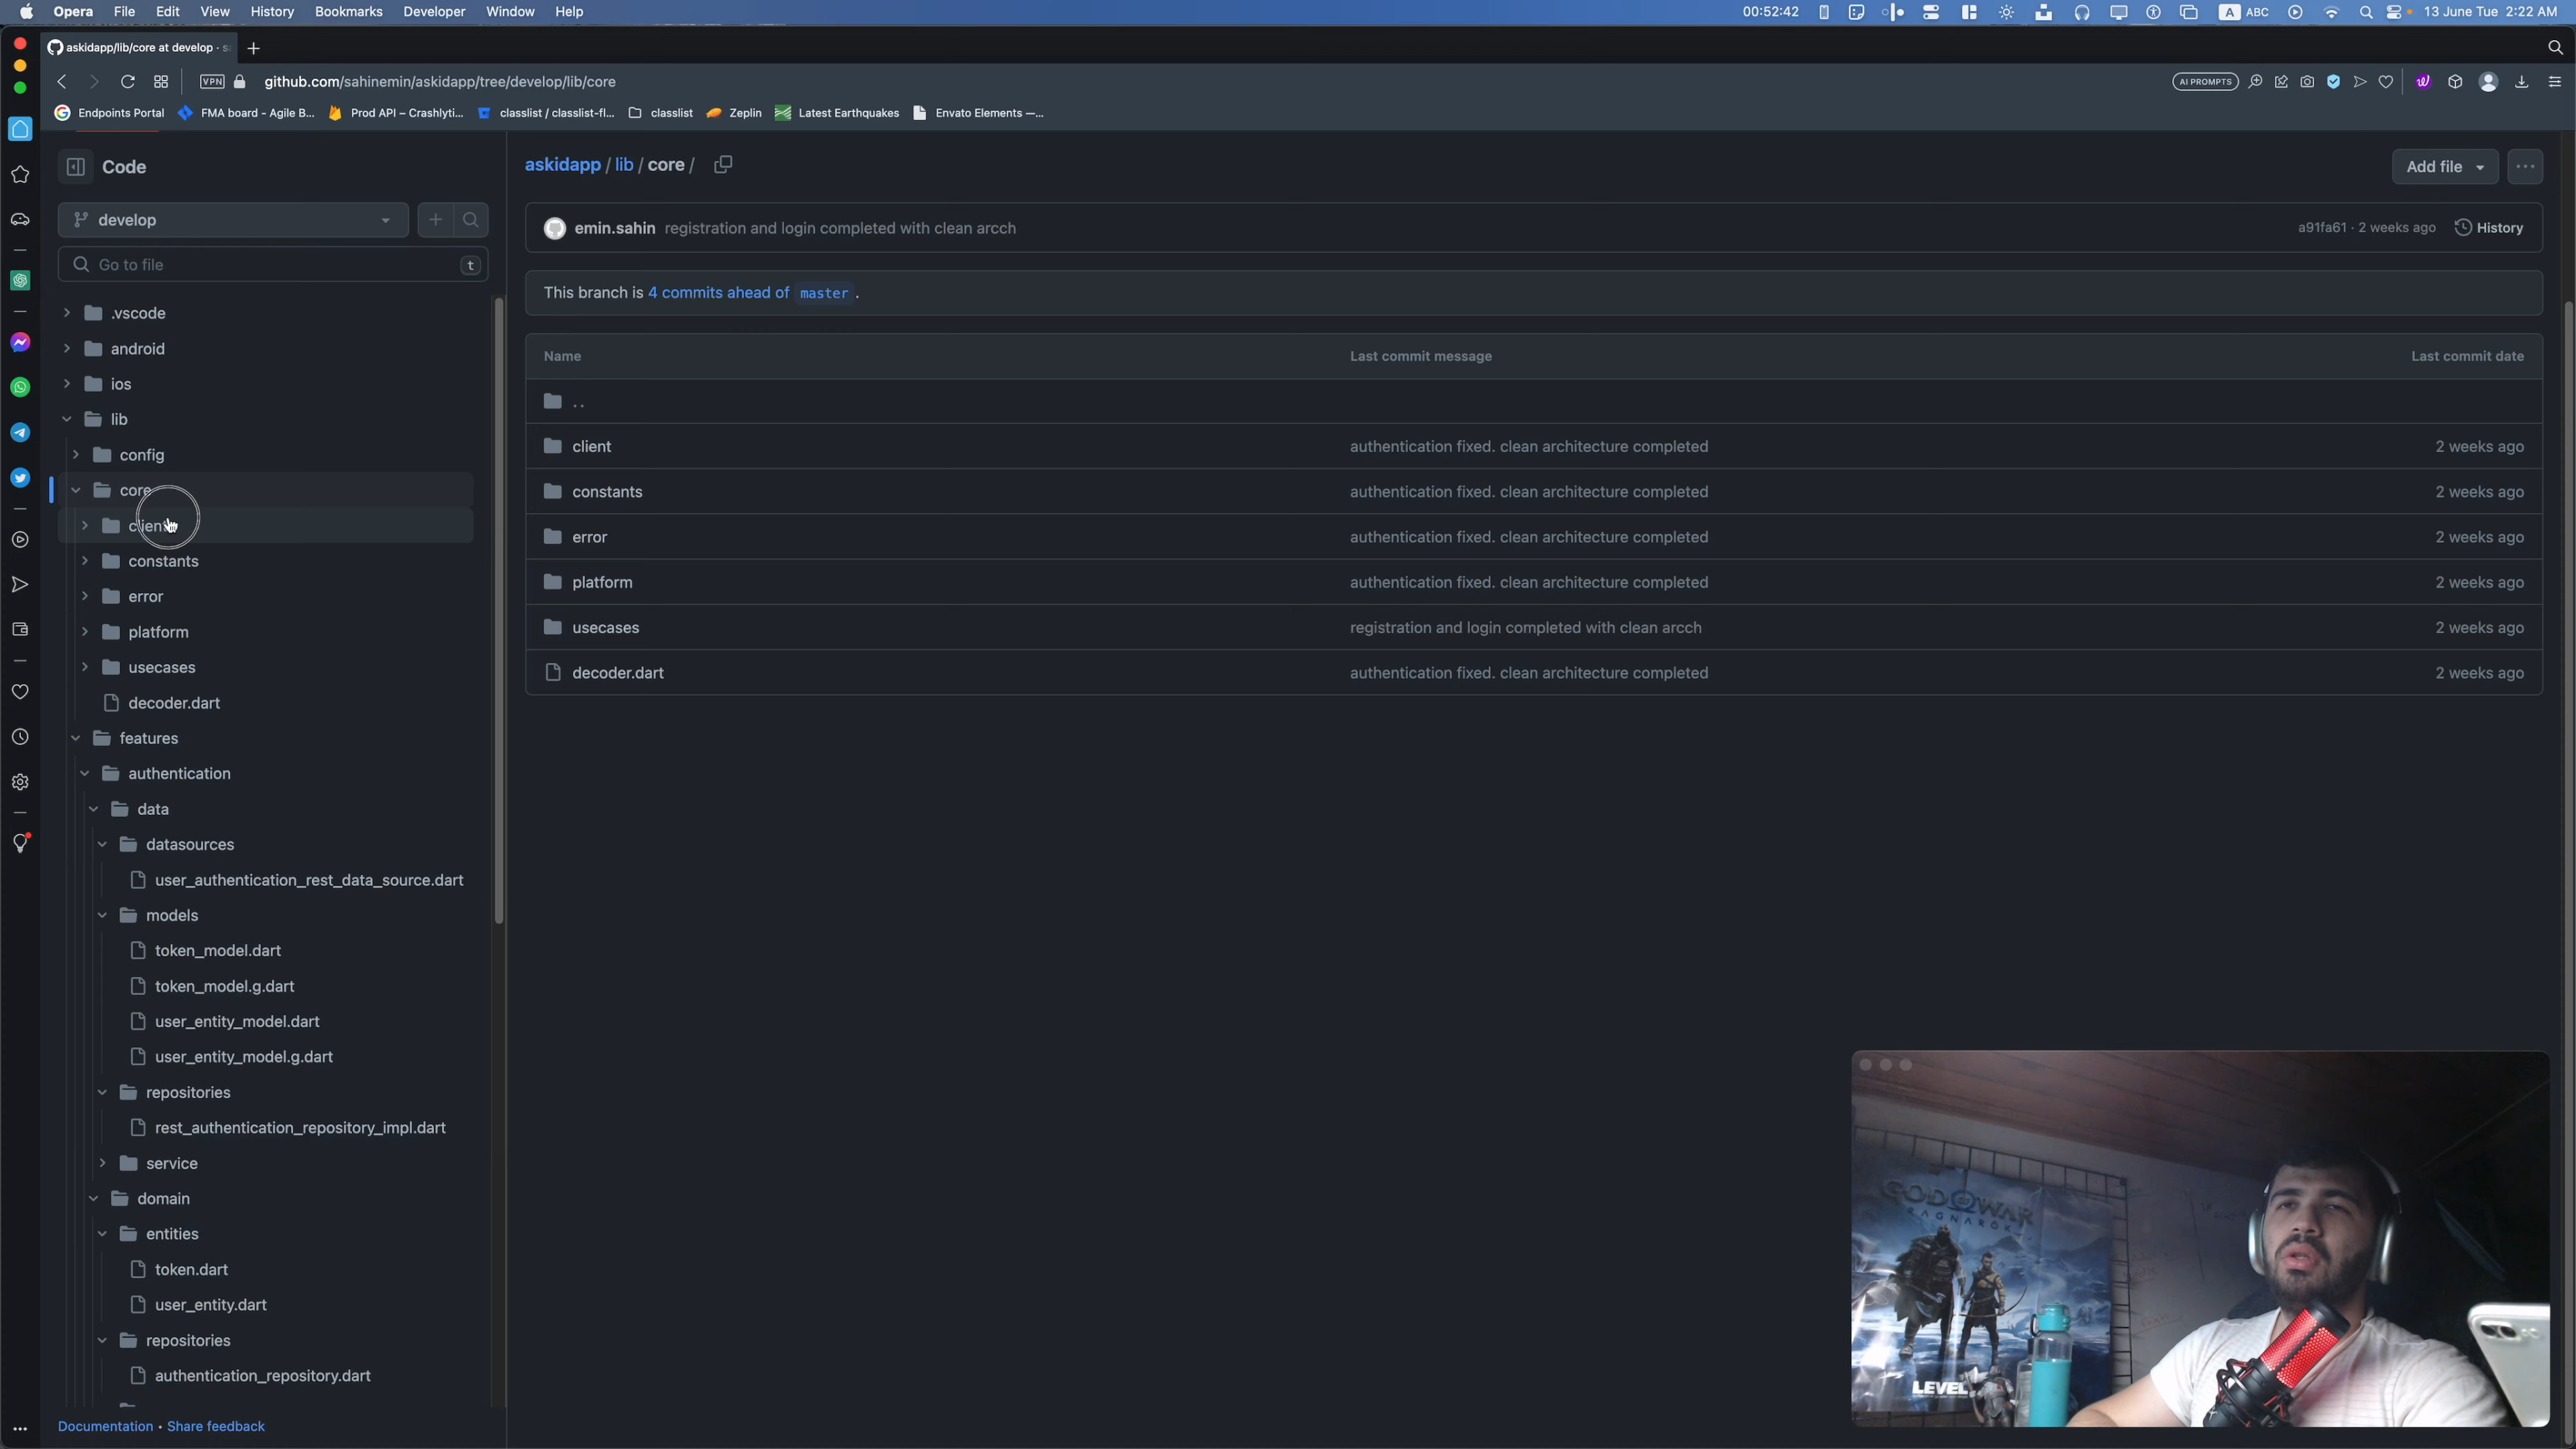 Opera File Edit View History Bookmarks Developer Window Help
00:52:42 A ABC 13 June Tue 2:22 AM
askidapp/lib/core at develop · s
VPN github.com/sahinemin/askidapp/tree/develop/lib/core AI PROMPTS
Endpoints Portal FMA board - Agile B... Prod API – Crashlyti... classlist / classlist-fl... classlist Zeplin Latest Earthquakes Envato Elements —...
Code
develop
Go to file t
.vscode
android
ios
lib
config
core
client
constants
error
platform
usecases
decoder.dart
features
authentication
data
datasources
user_authentication_rest_data_source.dart
models
token_model.dart
token_model.g.dart
user_entity_model.dart
user_entity_model.g.dart
repositories
rest_authentication_repository_impl.dart
service
domain
entities
token.dart
user_entity.dart
repositories
authentication_repository.dart
Documentation • Share feedback
askidapp / lib / core /
Add file
emin.sahin registration and login completed with clean arcch a91fa61 · 2 weeks ago History
This branch is 4 commits ahead of master .
Name Last commit message Last commit date
..
client authentication fixed. clean architecture completed 2 weeks ago
constants authentication fixed. clean architecture completed 2 weeks ago
error authentication fixed. clean architecture completed 2 weeks ago
platform authentication fixed. clean architecture completed 2 weeks ago
usecases registration and login completed with clean arcch 2 weeks ago
decoder.dart authentication fixed. clean architecture completed 2 weeks ago
GOD OF WAR
RAGNARÖK
LEVEL